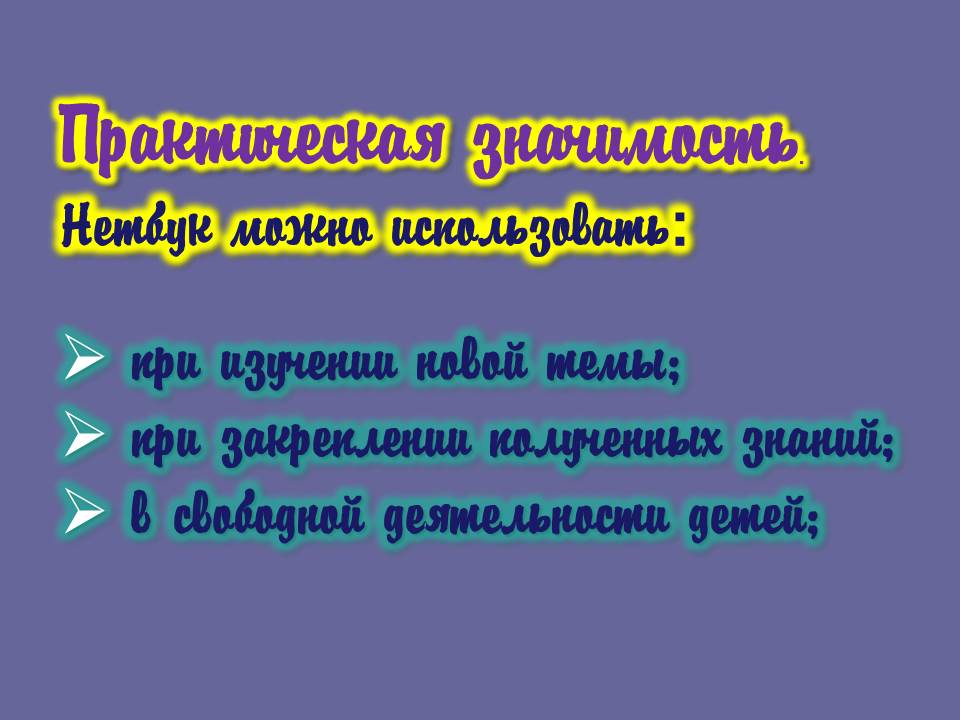 Практическая значимость.
Нетбук можно использовать:
➢ при изучении новой темы;
➢ при закреплении полученных знаний;
➢ в свободной деятельности детей;